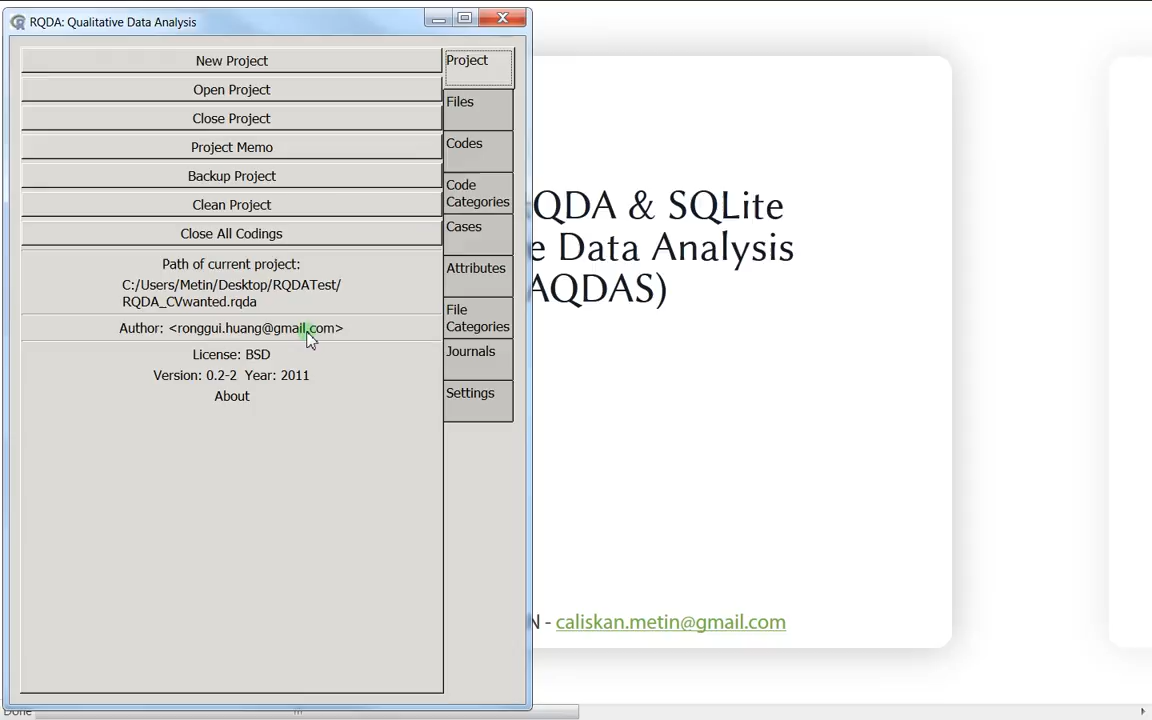 RQDA: Qualitative Data Analysis
New Project
Open Project
Close Project
Project Memo
Backup Project
Clean Project
Close All Codings
Path of current project:
C:/Users/Metin/Desktop/RQDATest/
RQDA_CVwanted.rqda
Author: <ronggui.huang@gmail.com>
License: BSD
Version: 0.2-2 Year: 2011
About
Project
Files
Codes
Code
Categories
Cases
Attributes
File
Categories
Journals
Settings
QDA & SQLite
e Data Analysis
AQDAS)
N - caliskan.metin@gmail.com
Done